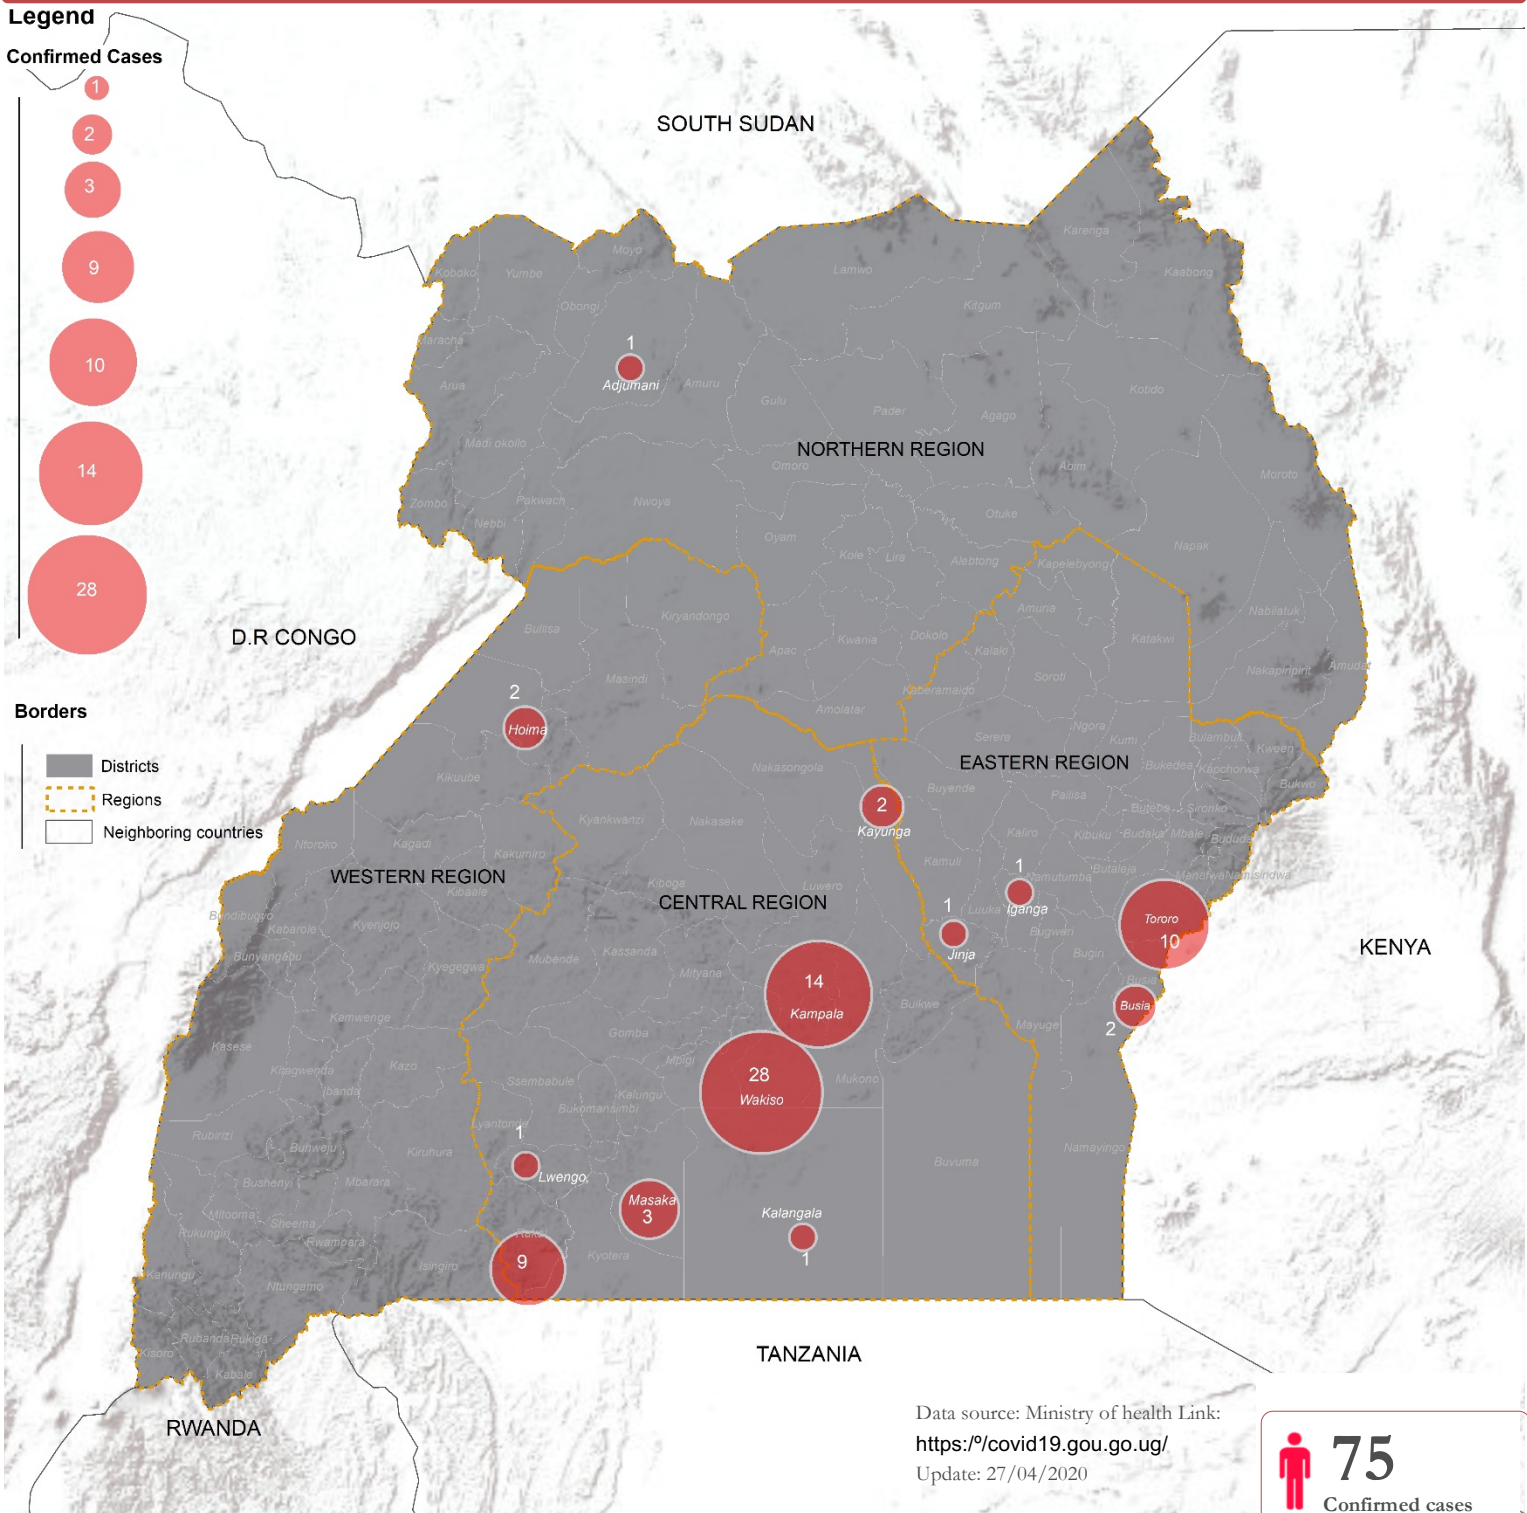 Legend
Confirmed Cases
1
2
3
9
10
14
28
Borders
Districts
Regions
Neighboring countries
SOUTH SUDAN
D.R CONGO
KENYA
TANZANIA
RWANDA
NORTHERN REGION
EASTERN REGION
WESTERN REGION
CENTRAL REGION
Karenga
Kaabong
Moyo
Koboko
Yumbe
Lamwo
Obongi
Kitgum
Maracha
1
Adjumani
Arua
Amuru
Gulu
Pader
Agago
Kotido
Madi okollo
Omoro
Abim
Moroto
Zombo
Pakwach
Nwoya
Nebbi
Otuke
Oyam
Kole
Lira
Alebtong
Napak
Kapelebyong
Amuria
Nabilatuk
Kiryandongo
Buliisa
Kwania
Dokolo
Katakwi
Apac
Kalaki
Nakapiripirit
Amudat
Masindi
Soroti
Kaberamaido
2
Hoima
Amolatar
Ngora
Serere
Kumi
Bulambuli
Kween
Kikuube
Nakasongola
Bukedea
Kapchorwa
Bukwo
Buyende
Pallisa
2
Kayunga
Butebo
Sironko
Kyankwanzi
Nakaseke
Kaliro
Kibuku
Budaka
Mbale
Bududa
Ntoroko
Kagadi
Kakumiro
Kamuli
1
Iganga
Namutumba
Butaleja
Manafwa
Namisindwa
Kibaale
Kiboga
Luwero
1
Jinja
Luuka
Bugweri
Tororo
10
Bundibugyo
Kabarole
Kyenjojo
Bunyangabu
Kyegegwa
Mubende
Kassanda
Mityana
Bugiri
Busia
Busia
2
14
Kampala
Buikwe
Mayuge
Kamwenge
Kasese
Gomba
Mpigi
28
Wakiso
Mukono
Kitagwenda
Kazo
Ibanda
Ssembabule
Kalungu
Bukomansimbi
Lyantonde
Rubirizi
Buhweju
Kiruhura
1
Lwengo
Buvuma
Namayingo
Bushenyi
Mbarara
Masaka
3
Kalangala
1
Mitooma
Sheema
Rukungiri
Rwampara
Rakai
9
Kyotera
Kanungu
Isingiro
Ntungamo
Rubanda
Rukiga
Kisoro
Kabale
Data source: Ministry of health Link:
https:/º/covid19.gou.go.ug/
Update: 27/04/2020
75
Confirmed cases